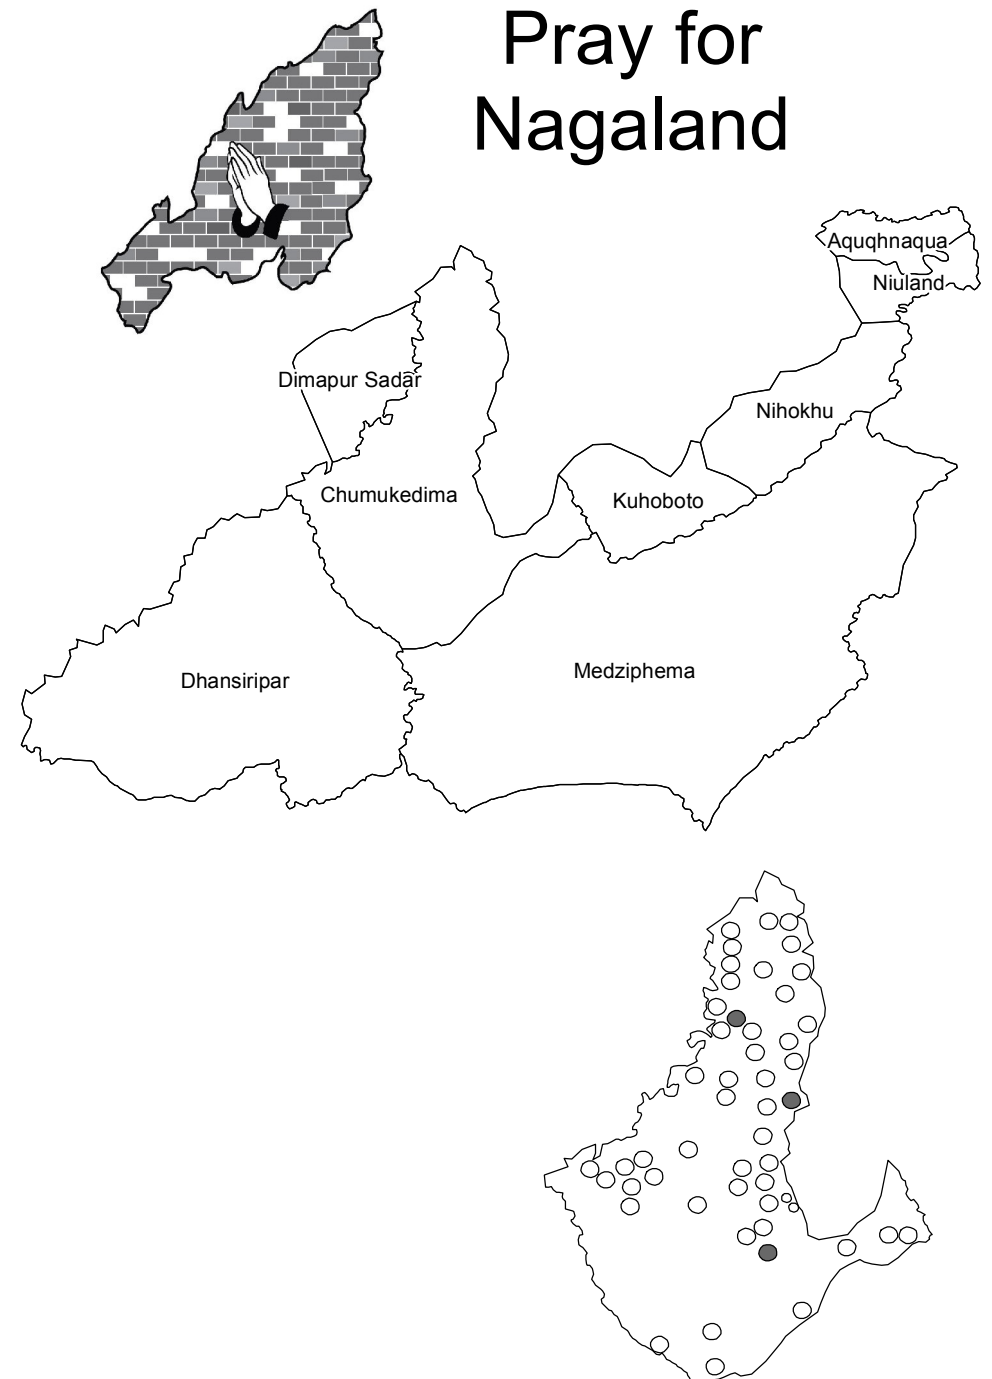 Pray for
Nagaland
Aquqhnaqua
Niuland
Dimapur Sadar
Nihokhu
Chumukedima
Kuhoboto
Dhansiripar
Medziphema